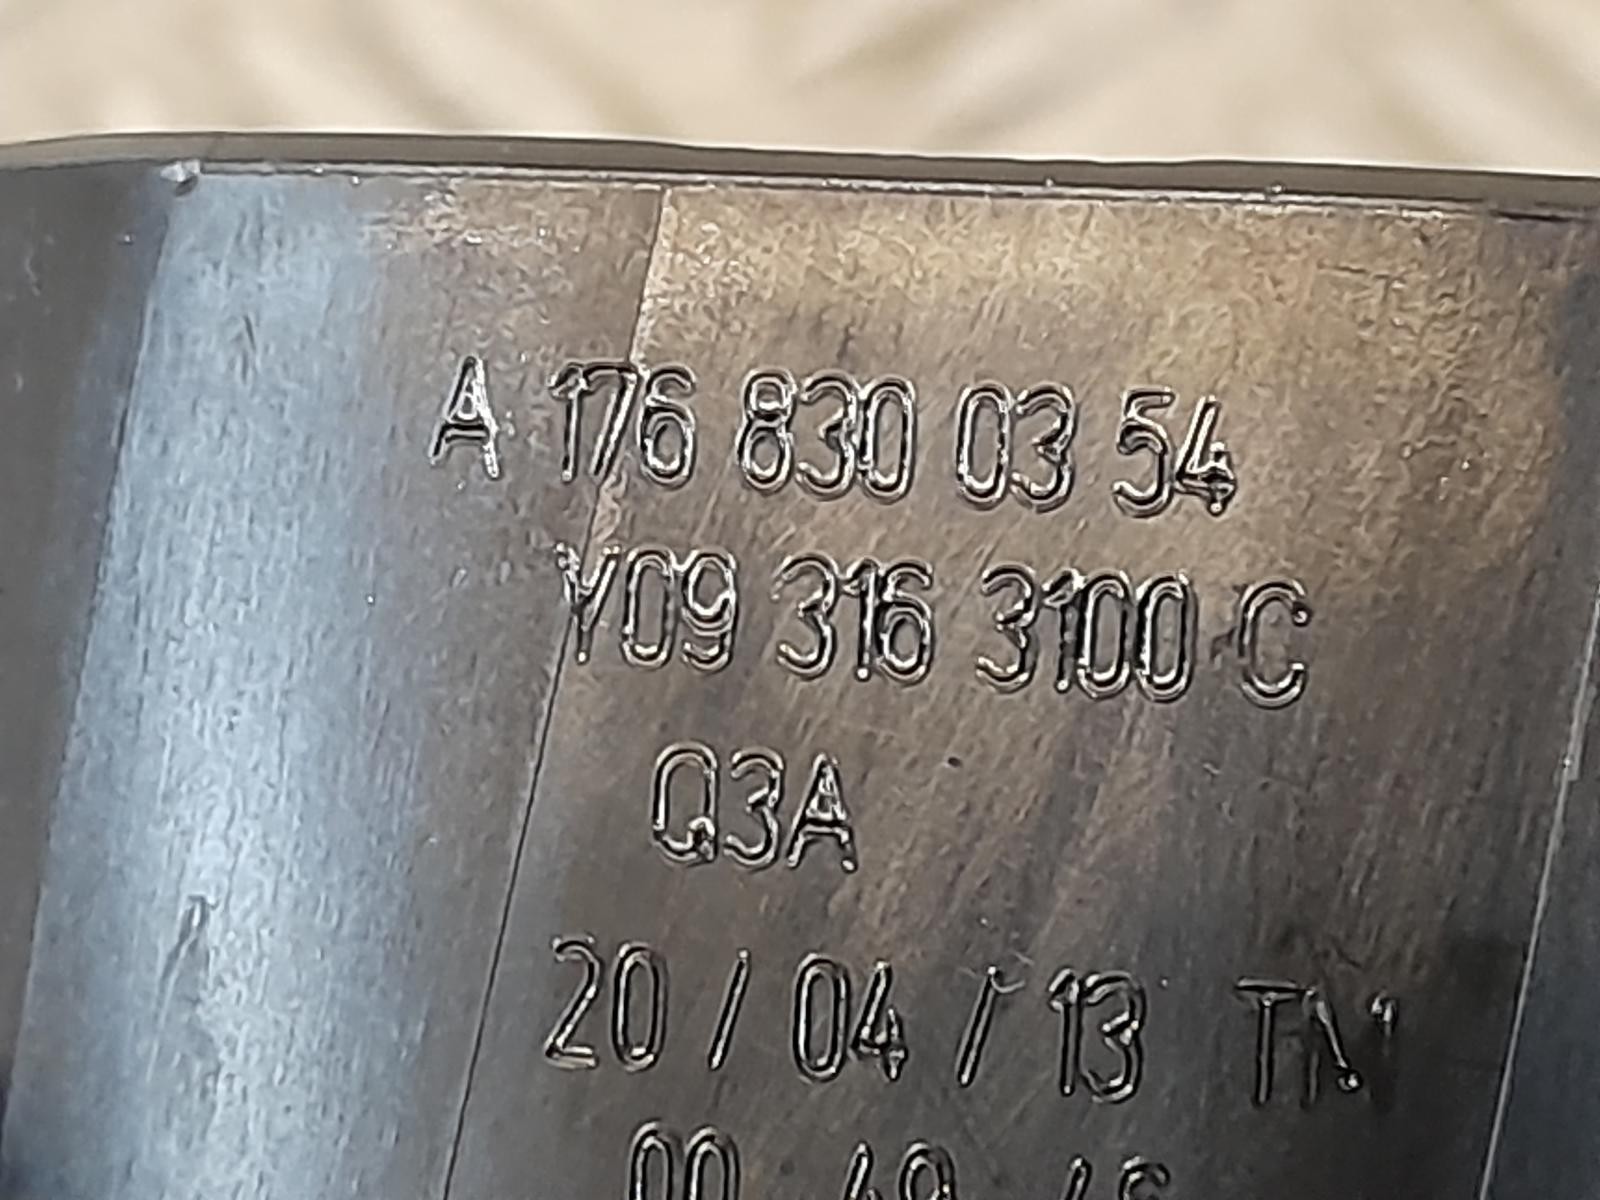 A 176 830 03 54
Y09 316 3100 C
Q3A
20 / 04 / 13